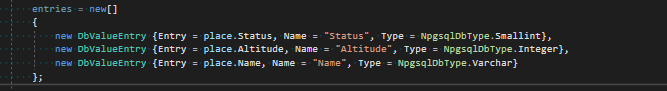 entries = new[]
{
new DbValueEntry {Entry = place.Status, Name = "Status", Type = NpgsqlDbType.Smallint},
new DbValueEntry {Entry = place.Altitude, Name = "Altitude", Type = NpgsqlDbType.Integer},
new DbValueEntry {Entry = place.Name, Name = "Name", Type = NpgsqlDbType.Varchar}
};